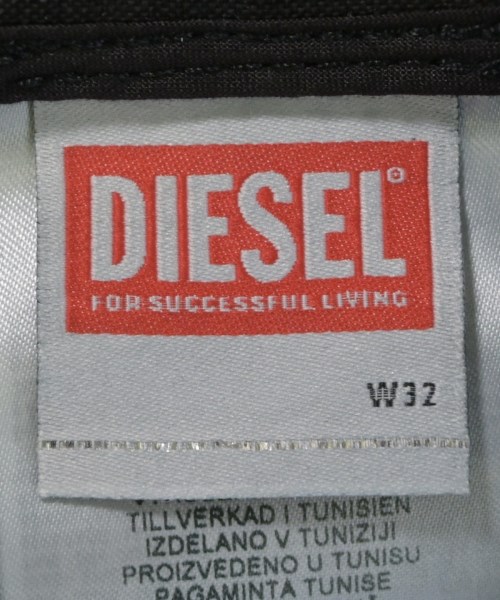 DIESEL
FOR SUCCESSFUL LIVING
W32
TILLVERKAD I TUNISIEN
IZDELANO V TUNIZIJI
PROIZVEDENO U TUNISU
PAGAMINTA TUNISE